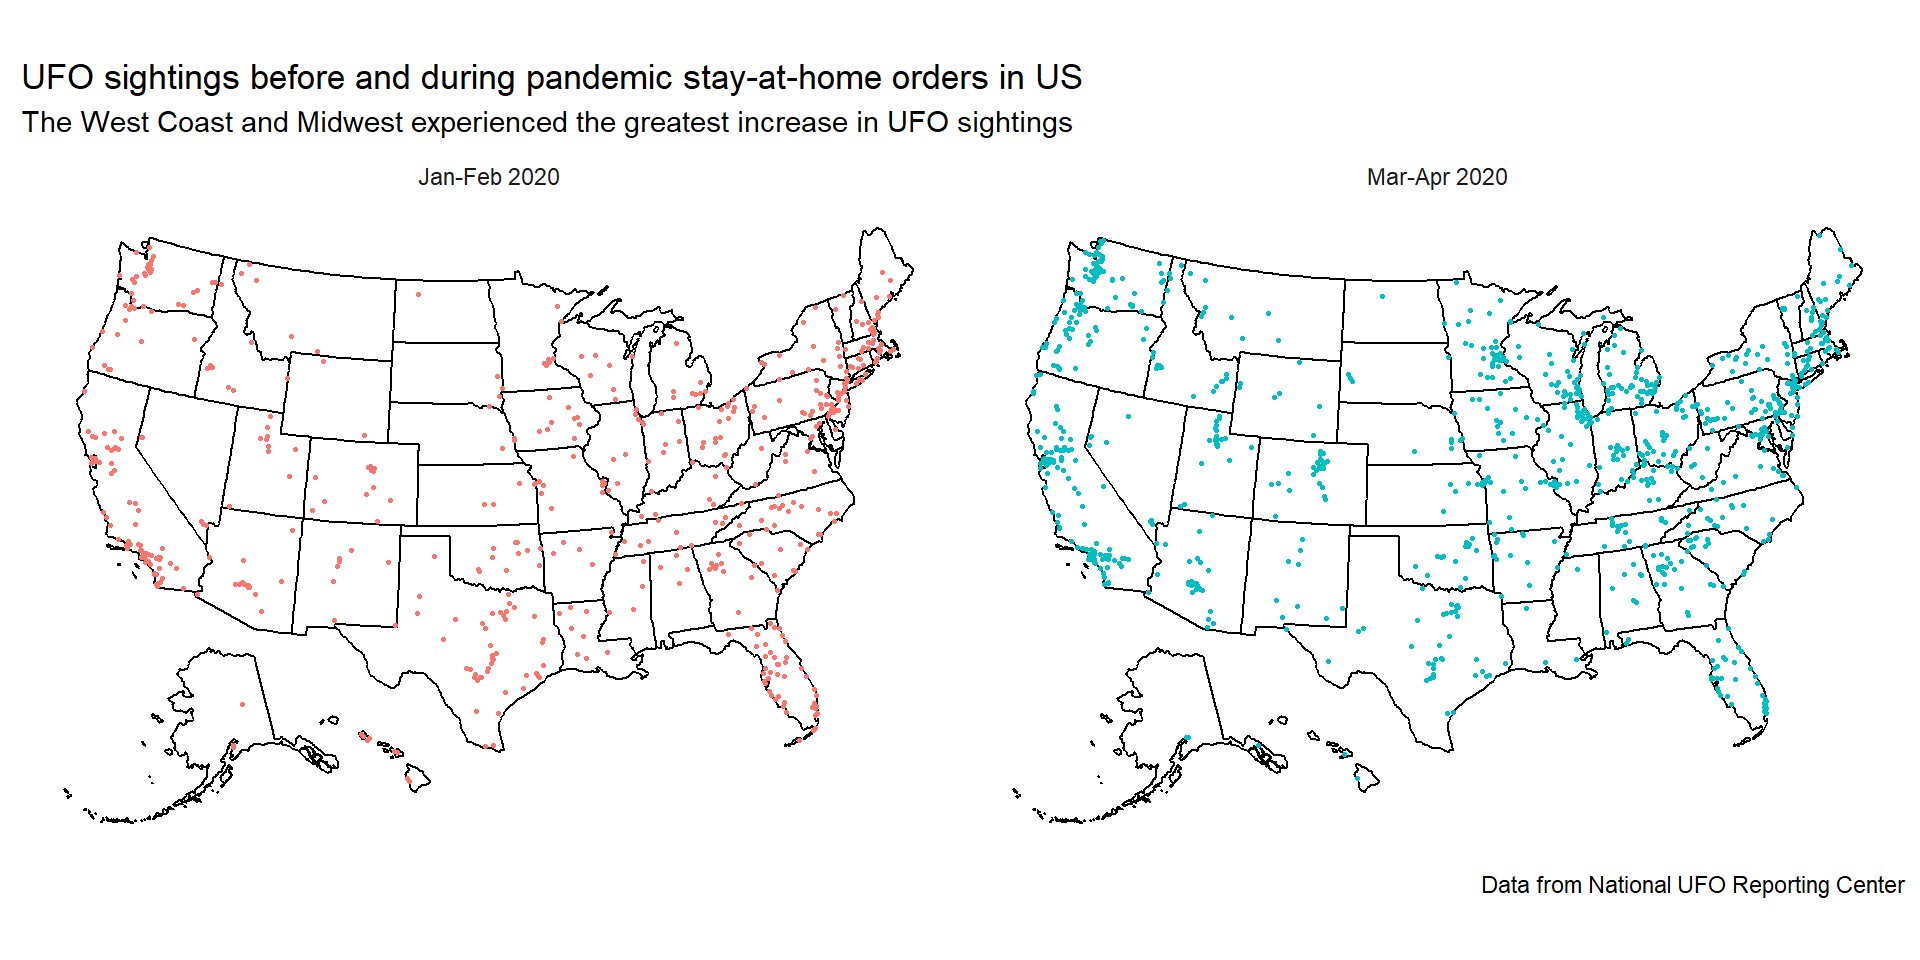 UFO sightings before and during pandemic stay-at-home orders in US
The West Coast and Midwest experienced the greatest increase in UFO sightings
Jan-Feb 2020
Mar-Apr 2020
Data from National UFO Reporting Center